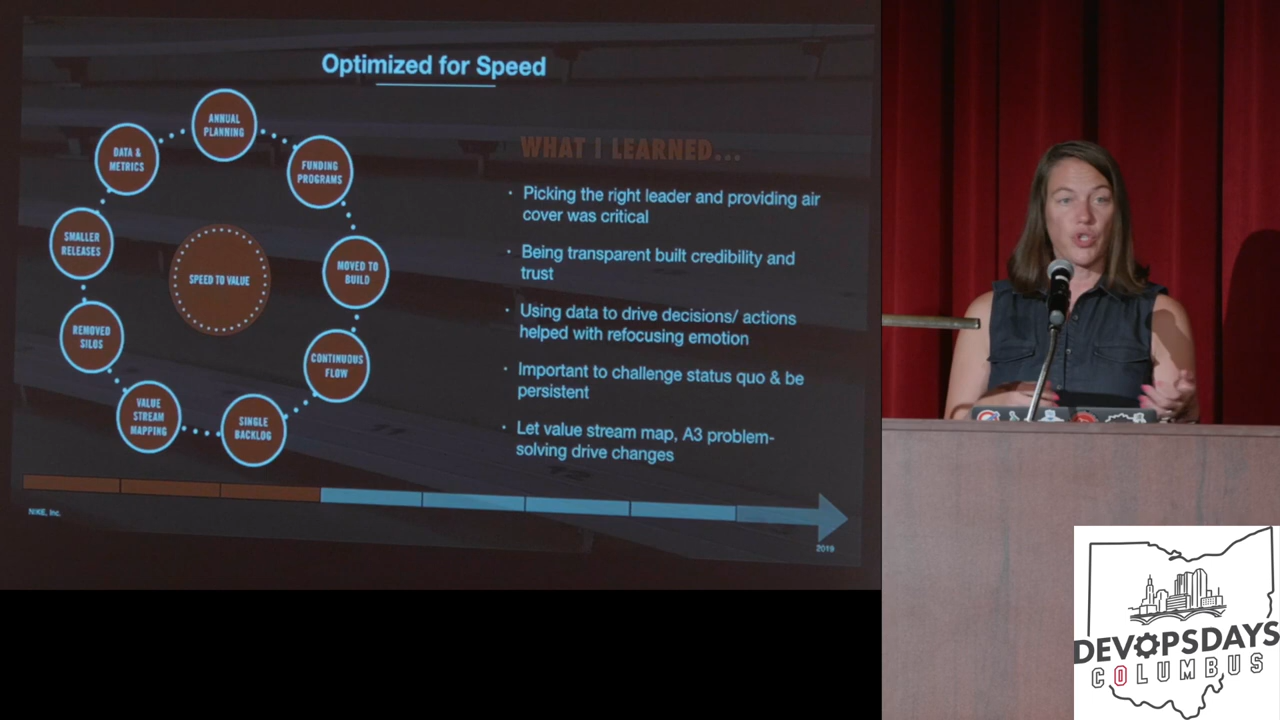 Optimized for Speed
ANNUAL
PLANNING
FUNDING
PROGRAMS
MOVED TO
BUILD
CONTINUOUS
FLOW
SINGLE
BACKLOG
VALUE
STREAM
MAPPING
REMOVED
SILOS
SMALLER
RELEASES
DATA &
METRICS
SPEED TO VALUE
WHAT I LEARNED...
· Picking the right leader and providing air
cover was critical
· Being transparent built credibility and
trust
· Using data to drive decisions/ actions
helped with refocusing emotion
· Important to challenge status quo & be
persistent
· Let value stream map, A3 problem-
solving drive changes
NIKE, Inc.
2019
DEVOPSDAYS
COLUMBUS